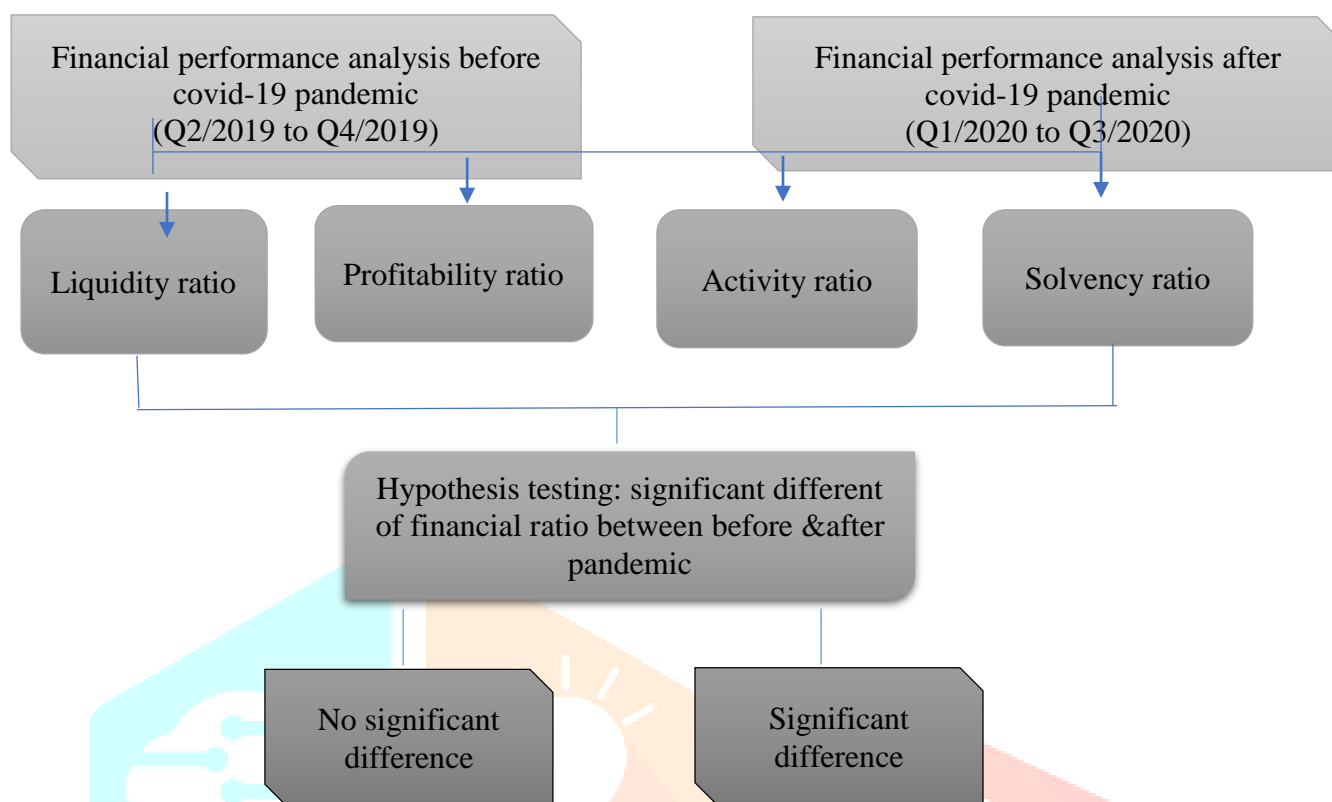 Financial performance analysis before
covid-19 pandemic
(Q2/2019 to Q4/2019)
Financial performance analysis after
covid-19 pandemic
(Q1/2020 to Q3/2020)
Liquidity ratio
Profitability ratio
Activity ratio
Solvency ratio
Hypothesis testing: significant different
of financial ratio between before &after
pandemic
No significant
difference
Significant
difference